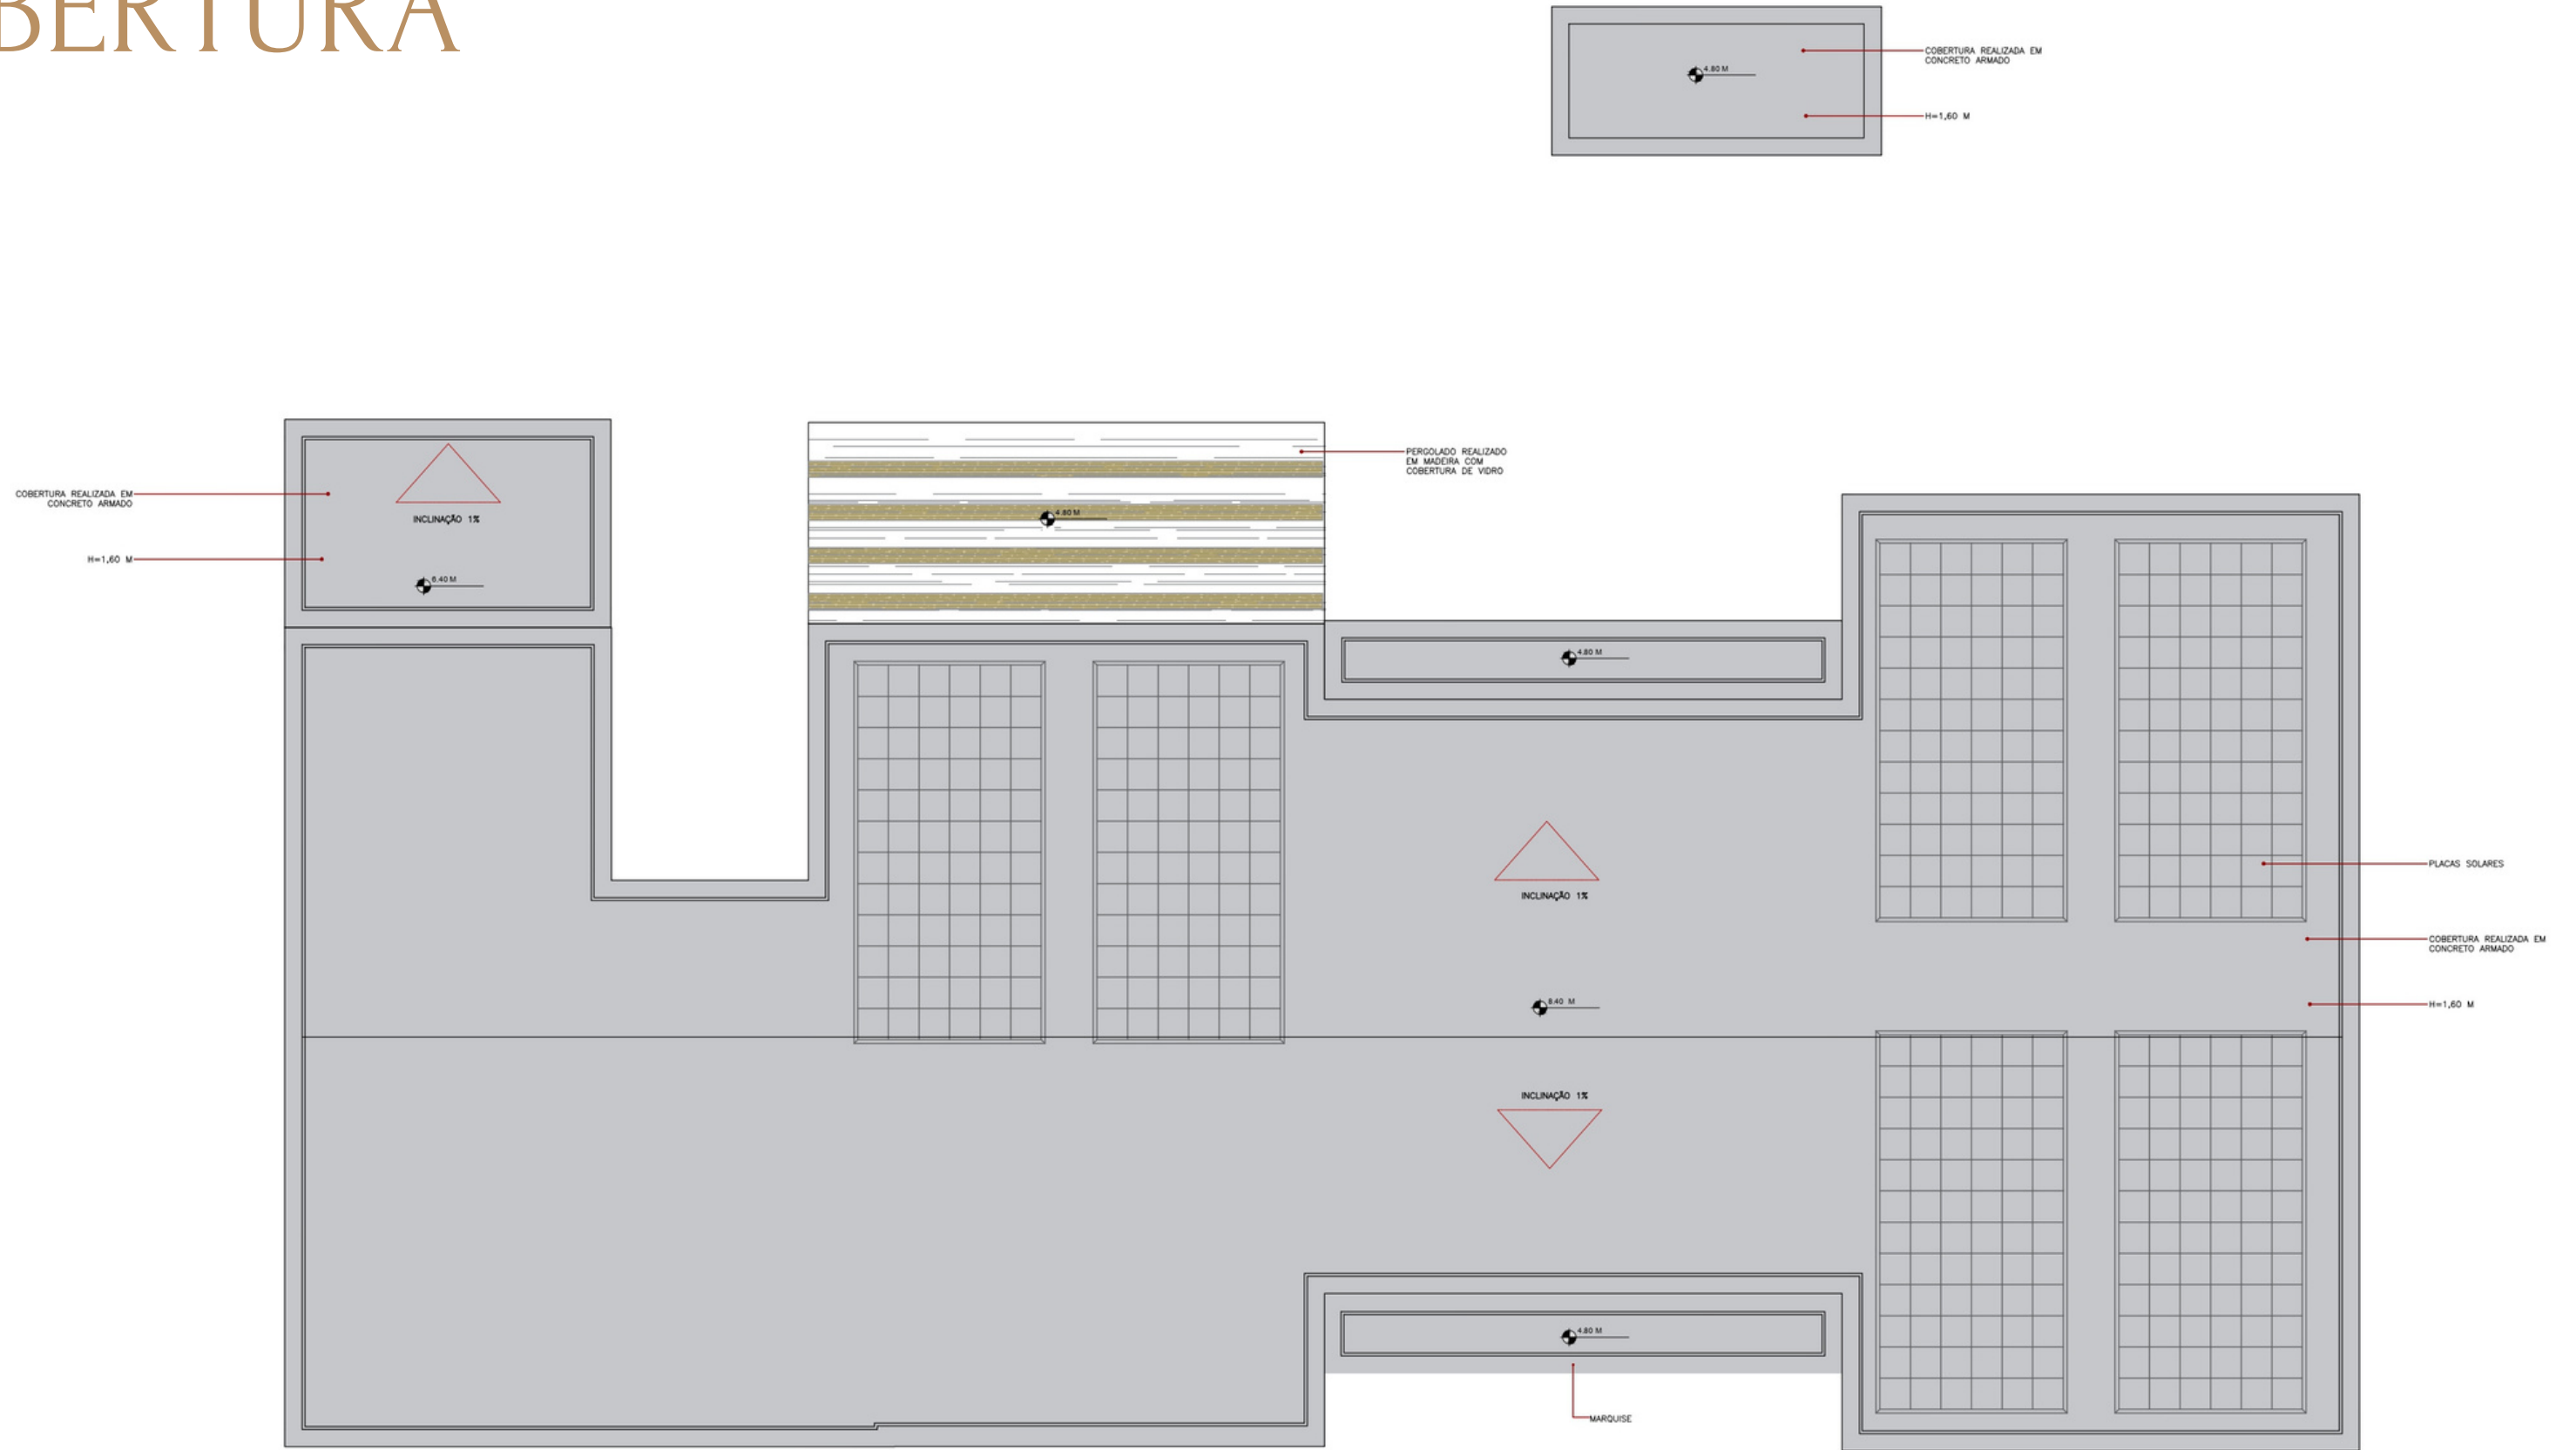 BERTURA
COBERTURA REALIZADA EM
CONCRETO ARMADO
4.80 M
H=1,60 M
PERGOLADO REALIZADO
EM MADEIRA COM
COBERTURA DE VIDRO
COBERTURA REALIZADA EM
CONCRETO ARMADO
INCLINAÇÃO 1%
4.80 M
H=1,60 M
6.40 M
4.80 M
PLACAS SOLARES
INCLINAÇÃO 1%
COBERTURA REALIZADA EM
CONCRETO ARMADO
8.40 M
H=1,60 M
INCLINAÇÃO 1%
4.80 M
MARQUISE